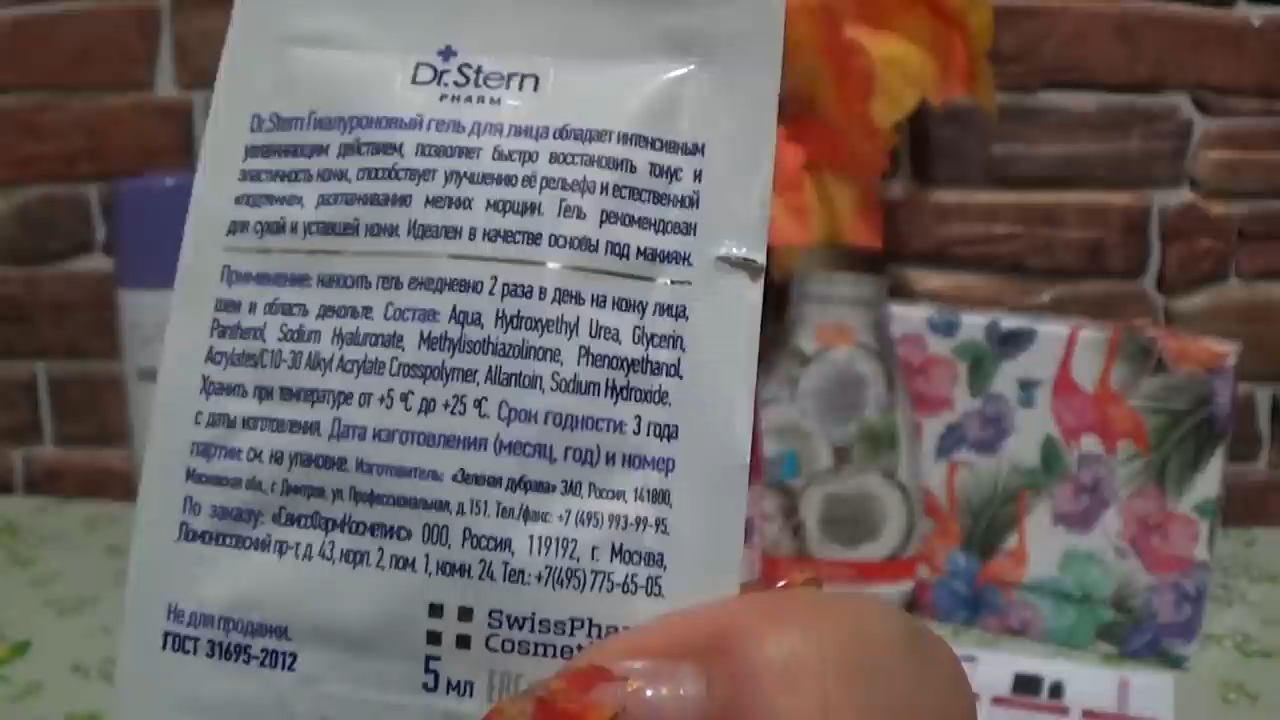 Dr.Stern
PHARM
Dr.Stern Гиалуроновый гель для лица обладает интенсивным
увлажняющим действием, позволяет быстро восстановить тонус и
эластичность кожи, способствует улучшению её рельефа и естественной
«подтяжке», разглаживанию мелких морщин. Гель рекомендован
для сухой и уставшей кожи. Идеален в качестве основы под макияж.
Применение: наносить гель ежедневно 2 раза в день на кожу лица,
шеи и область декольте. Состав: Aqua, Hydroxyethyl Urea, Glycerin,
Panthenol, Sodium Hyaluronate, Methylisothiazolinone, Phenoxyethanol,
Acrylates/C10-30 Alkyl Acrylate Crosspolymer, Allantoin, Sodium Hydroxide.
Хранить при температуре от +5 °С до +25 °С. Срок годности: 3 года
с даты изготовления. Дата изготовления (месяц, год) и номер
партии: см. на упаковке. Изготовитель: «Зеленая дубрава» ЗАО, Россия, 141800,
Московская обл., г. Дмитров, ул. Профессиональная, д. 151. Тел./факс: +7 (495) 993-99-95.
По заказу: «СвиссФармКосметикс» ООО, Россия, 119192, г. Москва,
Ломоносовский пр-т, д. 43, корп. 2, пом. 1, комн. 24. Тел.: +7(495) 775-65-05.
Не для продажи.
ГОСТ 31695-2012
SwissPha
Cosmet
5 мл